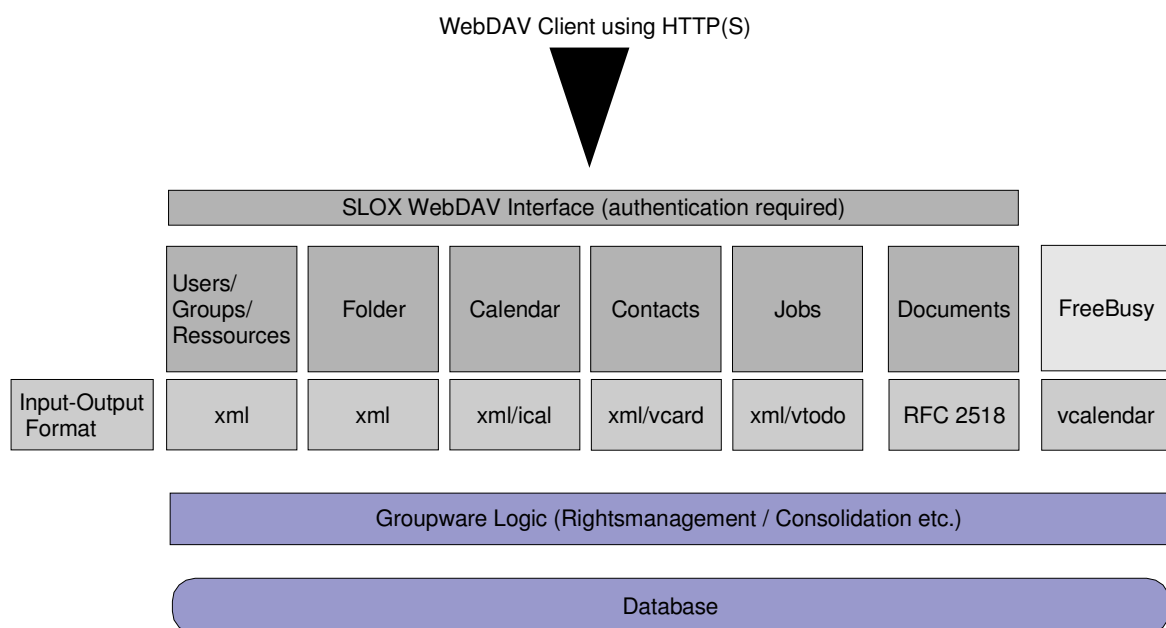 WebDAV Client using HTTP(S)
SLOX WebDAV Interface (authentication required)
Users/
Groups/
Ressources
Folder
Calendar
Contacts
Jobs
Documents
FreeBusy
Input-Output
Format
xml
xml
xml/ical
xml/vcard
xml/vtodo
RFC 2518
vcalendar
Groupware Logic (Rightsmanagement / Consolidation etc.)
Database